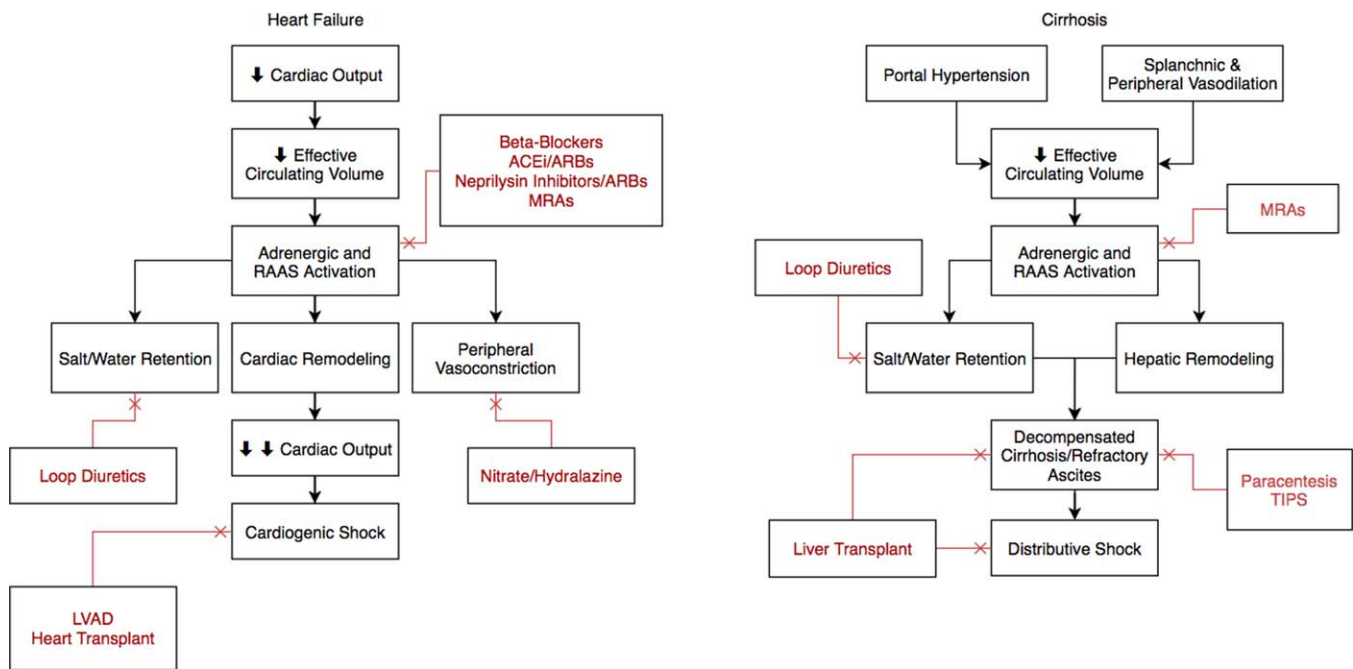 Heart Failure
⬇ Cardiac Output
⬇ Effective
Circulating Volume
Beta-Blockers
ACEi/ARBs
Neprilysin Inhibitors/ARBs
MRAs
Adrenergic and
RAAS Activation
Salt/Water Retention
Cardiac Remodeling
Peripheral
Vasoconstriction
⬇ ⬇ Cardiac Output
Loop Diuretics
Nitrate/Hydralazine
Cardiogenic Shock
LVAD
Heart Transplant
Cirrhosis
Portal Hypertension
Splanchnic &
Peripheral Vasodilation
⬇ Effective
Circulating Volume
MRAs
Adrenergic and
RAAS Activation
Loop Diuretics
Salt/Water Retention
Hepatic Remodeling
Decompensated
Cirrhosis/Refractory
Ascites
Paracentesis
TIPS
Liver Transplant
Distributive Shock